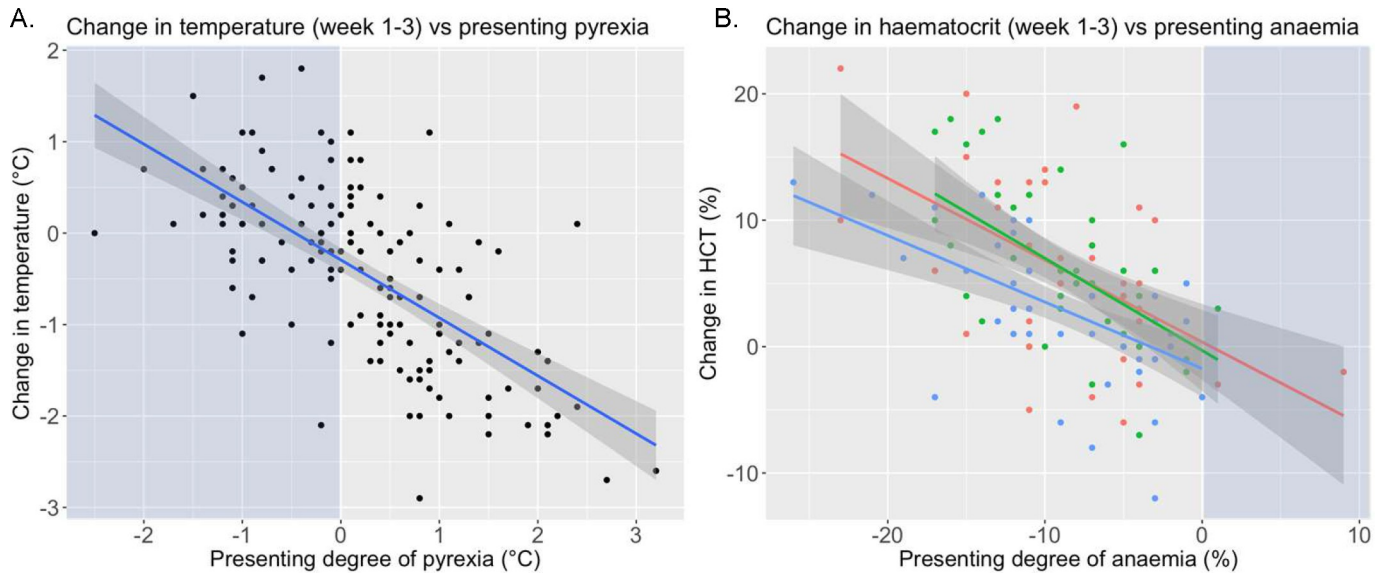 A.
Change in temperature (week 1-3) vs presenting pyrexia
2
1
0
-1
-2
-3
Change in temperature (°C)
-2
-1
0
1
2
3
Presenting degree of pyrexia (°C)
B.
Change in haematocrit (week 1-3) vs presenting anaemia
20
10
0
-10
Change in HCT (%)
-20
-10
0
10
Presenting degree of anaemia (%)